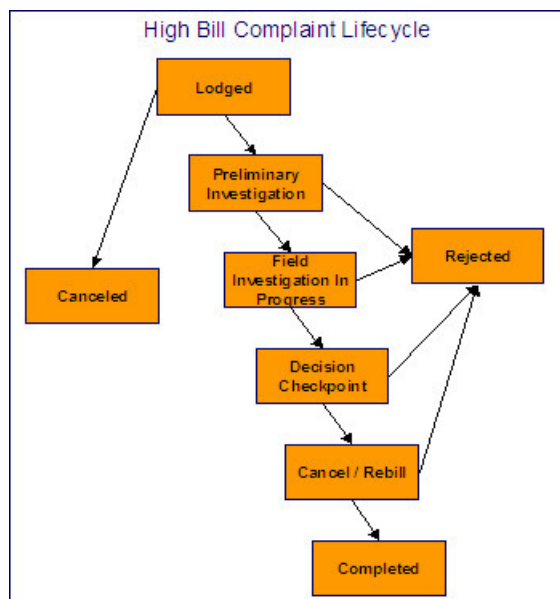 High Bill Complaint Lifecycle
Lodged
Preliminary
Investigation
Field
Investigation In
Progress
Rejected
Canceled
Decision
Checkpoint
Cancel / Rebill
Completed